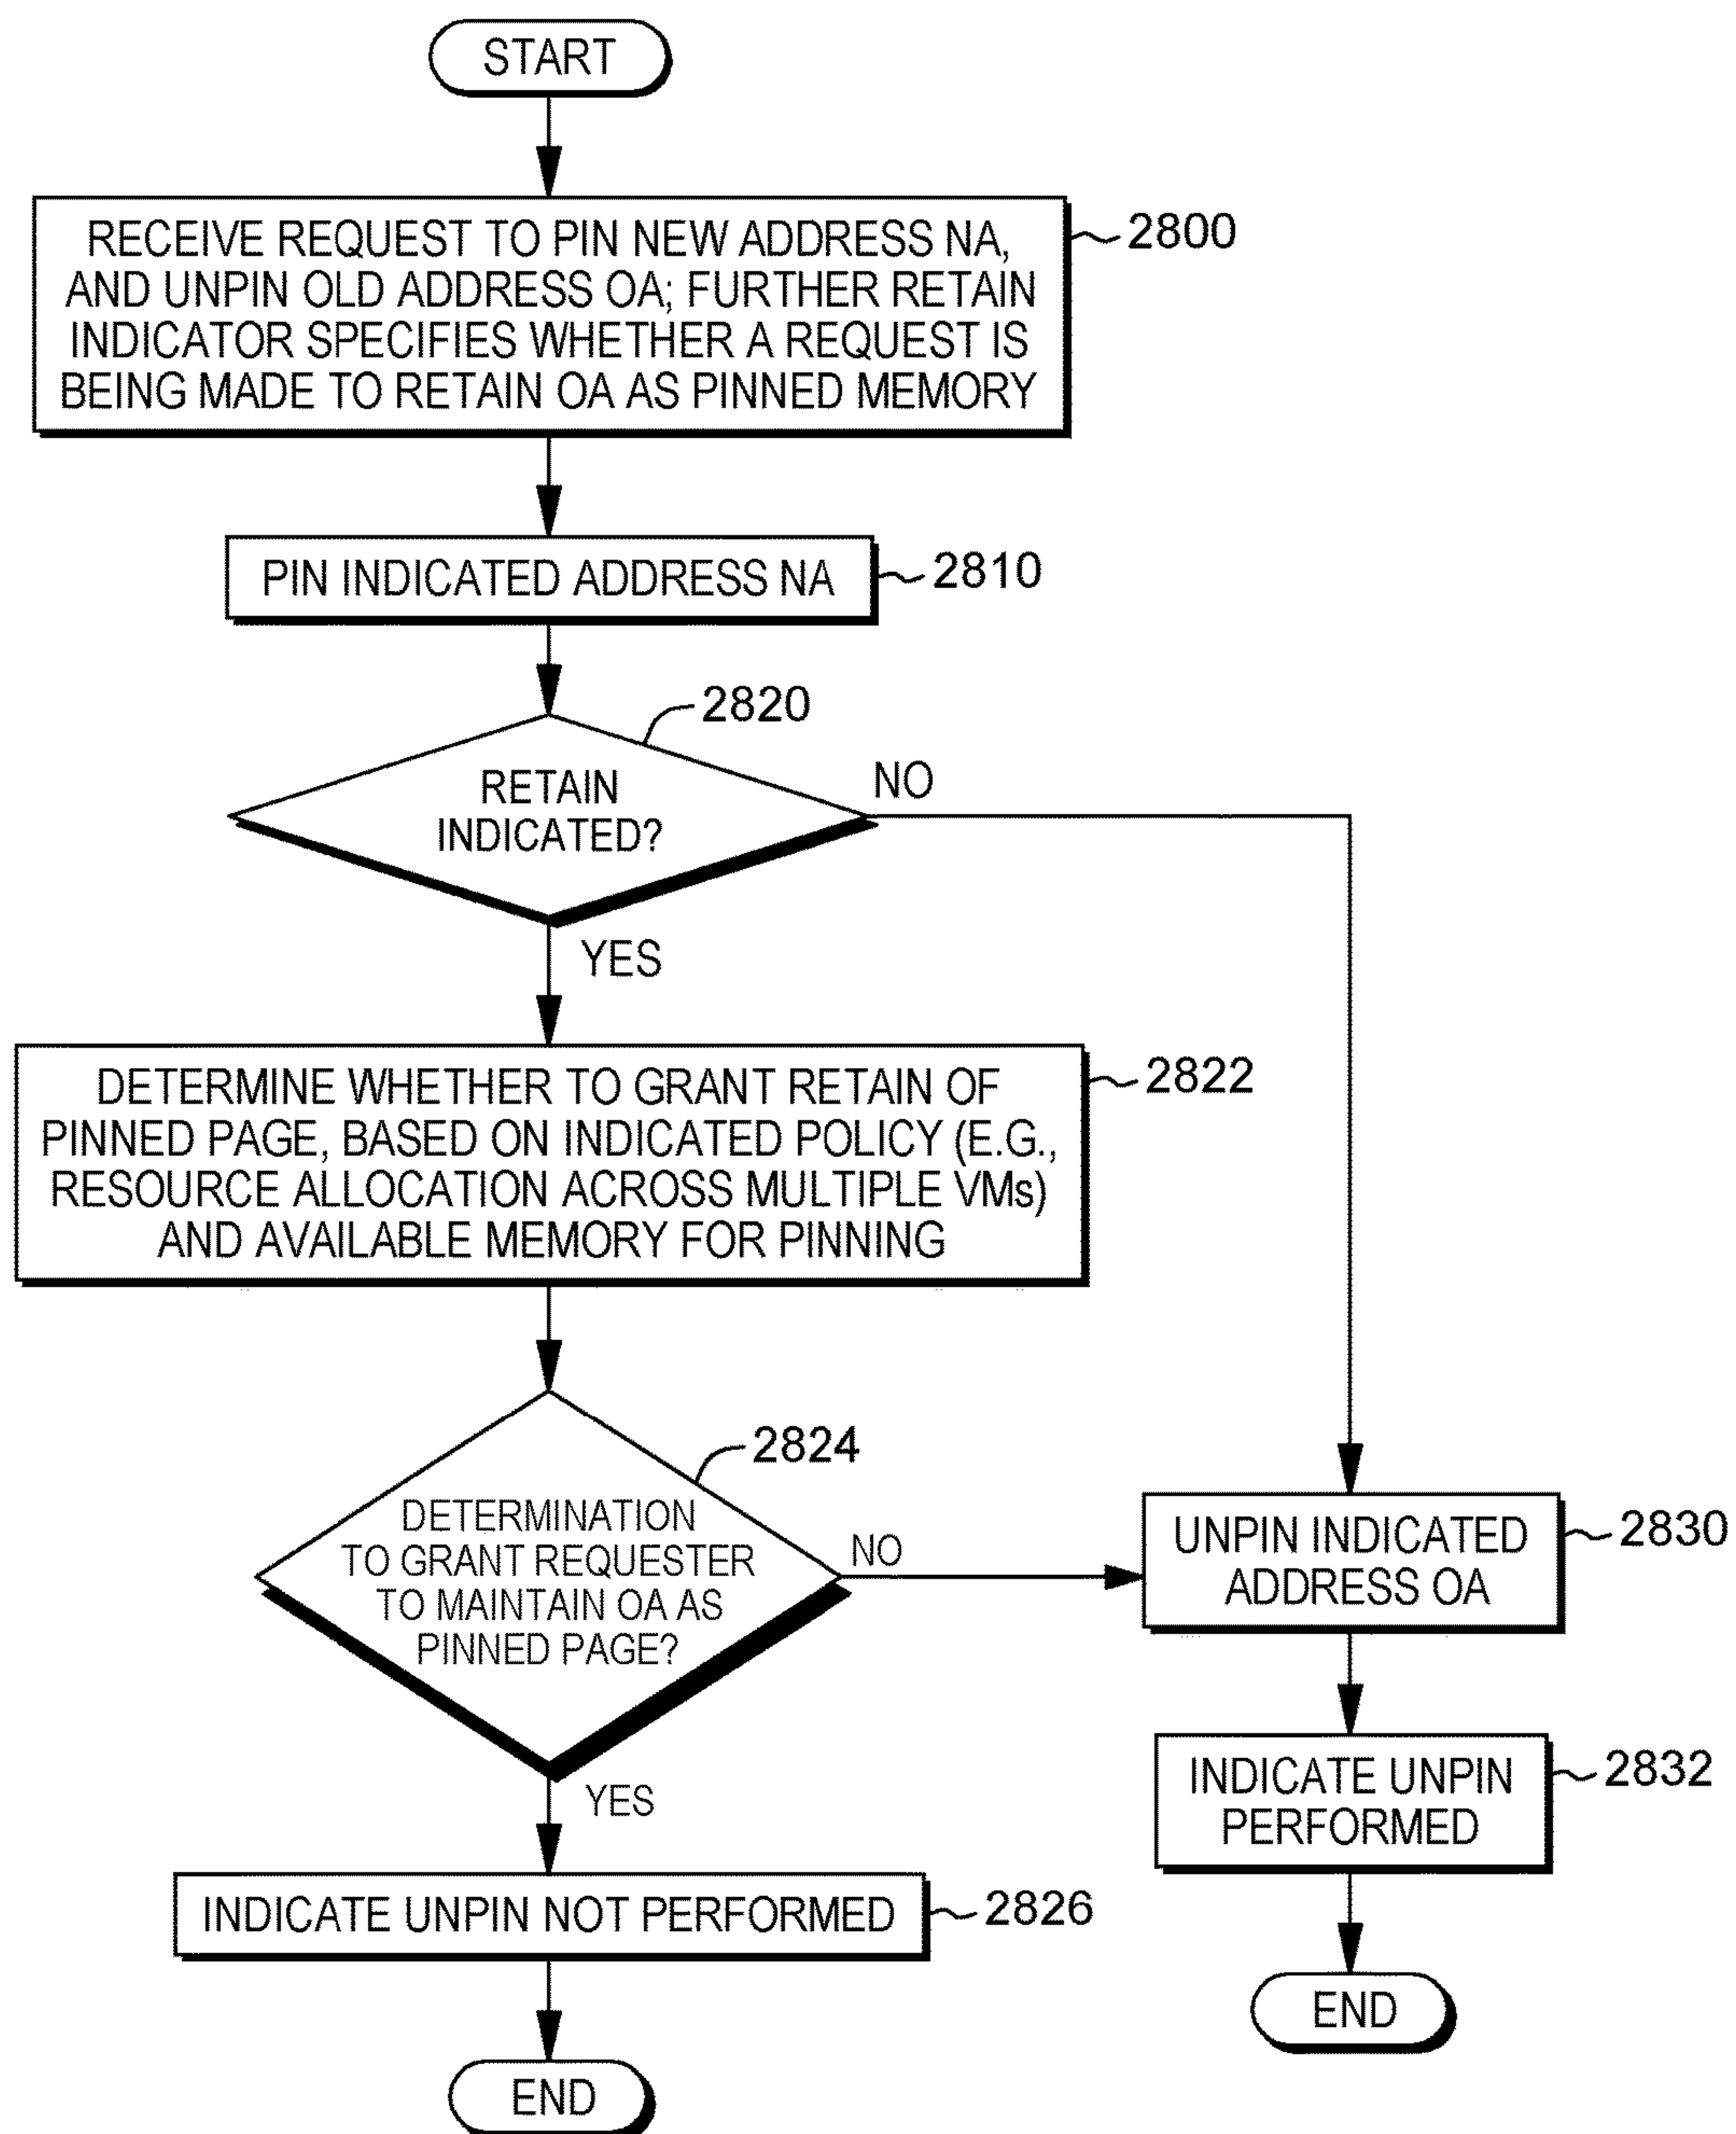 START
RECEIVE REQUEST TO PIN NEW ADDRESS NA,
AND UNPIN OLD ADDRESS OA; FURTHER RETAIN
INDICATOR SPECIFIES WHETHER A REQUEST IS
BEING MADE TO RETAIN OA AS PINNED MEMORY
2800
PIN INDICATED ADDRESS NA
2810
2820
RETAIN
INDICATED?
NO
YES
DETERMINE WHETHER TO GRANT RETAIN OF
PINNED PAGE, BASED ON INDICATED POLICY (E.G.,
RESOURCE ALLOCATION ACROSS MULTIPLE VMs)
AND AVAILABLE MEMORY FOR PINNING
2822
2824
DETERMINATION
TO GRANT REQUESTER
TO MAINTAIN OA AS
PINNED PAGE?
NO
YES
UNPIN INDICATED
ADDRESS OA
2830
INDICATE UNPIN
PERFORMED
2832
INDICATE UNPIN NOT PERFORMED
2826
END
END